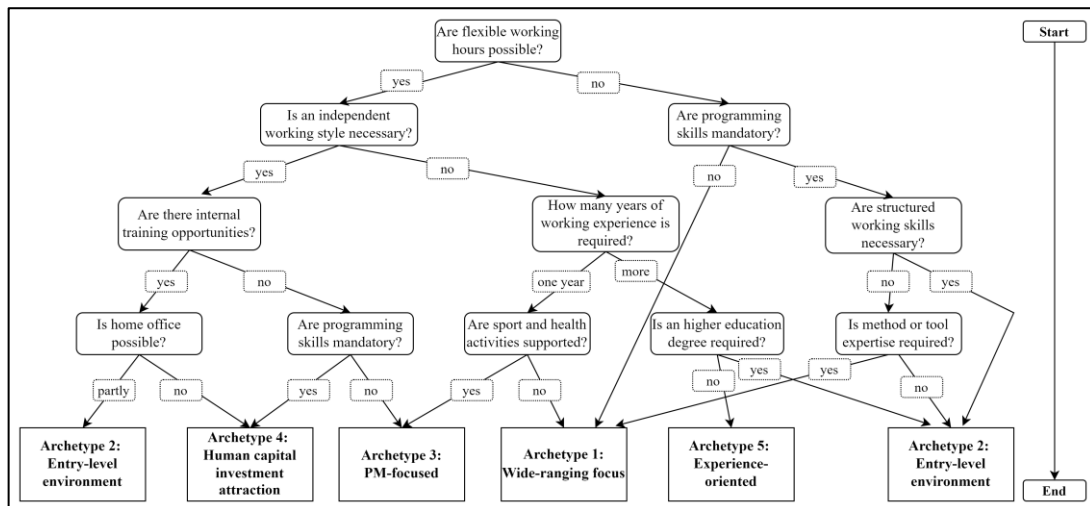 Are flexible working
hours possible?
Start
yes
no
Is an independent
working style necessary?
Are programming
skills mandatory?
yes
no
no
yes
Are there internal
training opportunities?
How many years of
working experience is
required?
Are structured
working skills
necessary?
yes
no
one year
more
no
yes
Is home office
possible?
Are programming
skills mandatory?
Are sport and health
activities supported?
Is an higher education
degree required?
Is method or tool
expertise required?
partly
no
yes
no
yes
no
no
yes
yes
no
Archetype 2:
Entry-level
environment
Archetype 4:
Human capital
investment
attraction
Archetype 3:
PM-focused
Archetype 1:
Wide-ranging focus
Archetype 5:
Experience-
oriented
Archetype 2:
Entry-level
environment
End